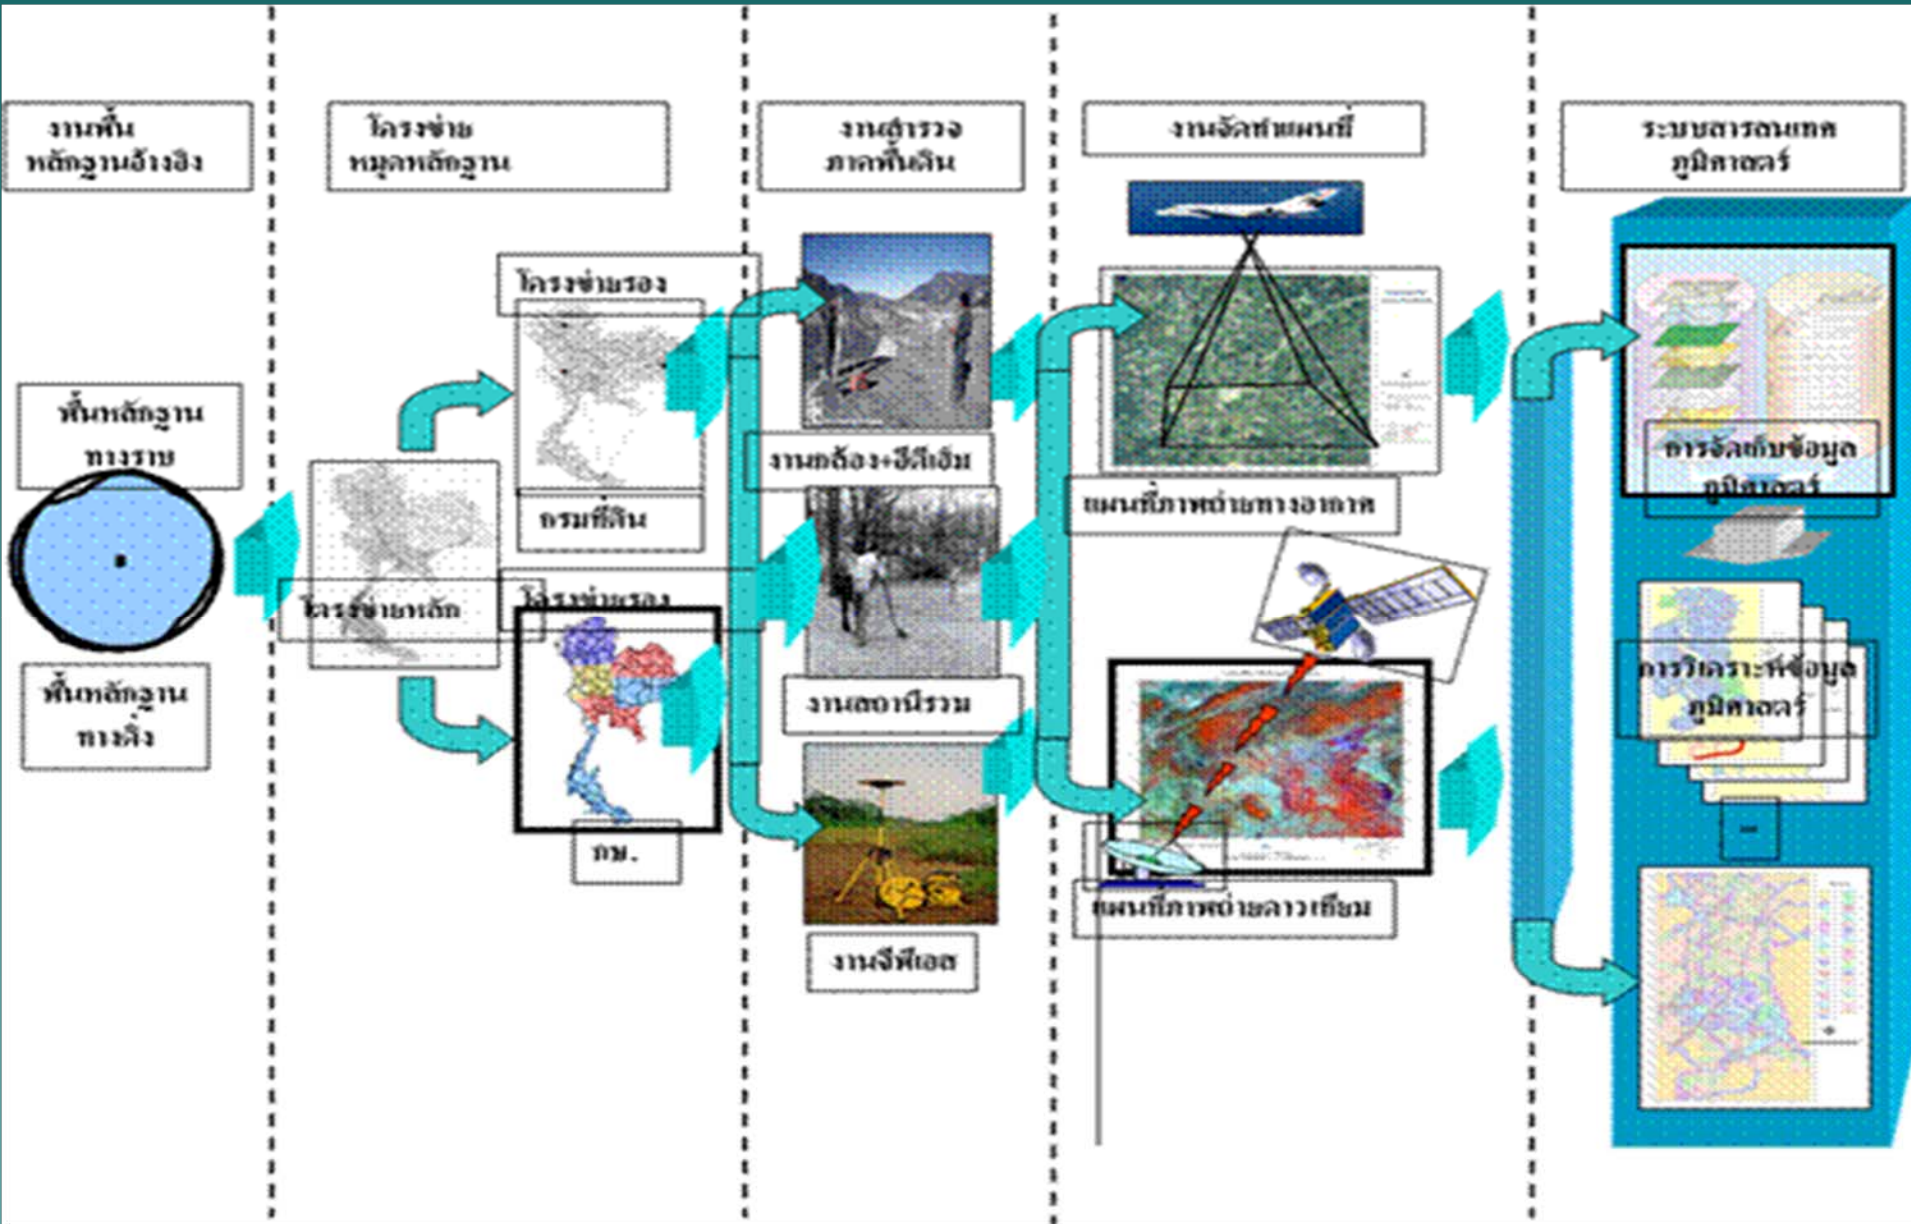 งานพื้น
หลักฐานอ้างอิง
โครงข่าย
หมุดหลักฐาน
งานสำรวจ
ภาคพื้นดิน
งานจัดทำแผนที่
ระบบสารสนเทศ
ภูมิศาสตร์
พื้นหลักฐาน
ทางราบ
พื้นหลักฐาน
ทางดิ่ง
โครงข่ายหลัก
โครงข่ายรอง
กรมที่ดิน
โครงข่ายรอง
กษ.
งานกล้อง+อีดีเอ็ม
งานสถานีรวม
งานจีพีเอส
แผนที่ภาพถ่ายทางอากาศ
แผนที่ภาพถ่ายดาวเทียม
การจัดเก็บข้อมูล
ภูมิศาสตร์
การวิเคราะห์ข้อมูล
ภูมิศาสตร์